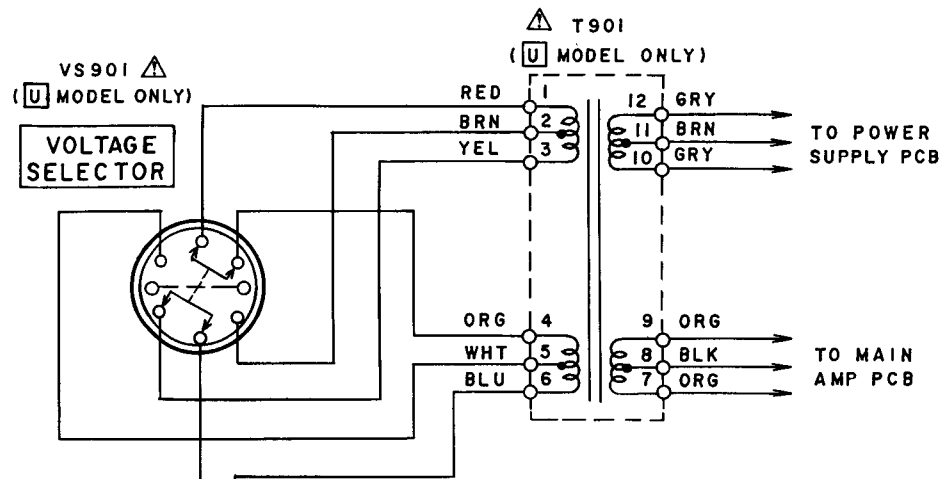 VS901 ⚠
(U MODEL ONLY)
VOLTAGE
SELECTOR
⚠ T901
(U MODEL ONLY)
RED 1
BRN 2
YEL 3
12 GRY
11 BRN
10 GRY
TO POWER
SUPPLY PCB
ORG 4
WHT 5
BLU 6
9 ORG
8 BLK
7 ORG
TO MAIN
AMP PCB